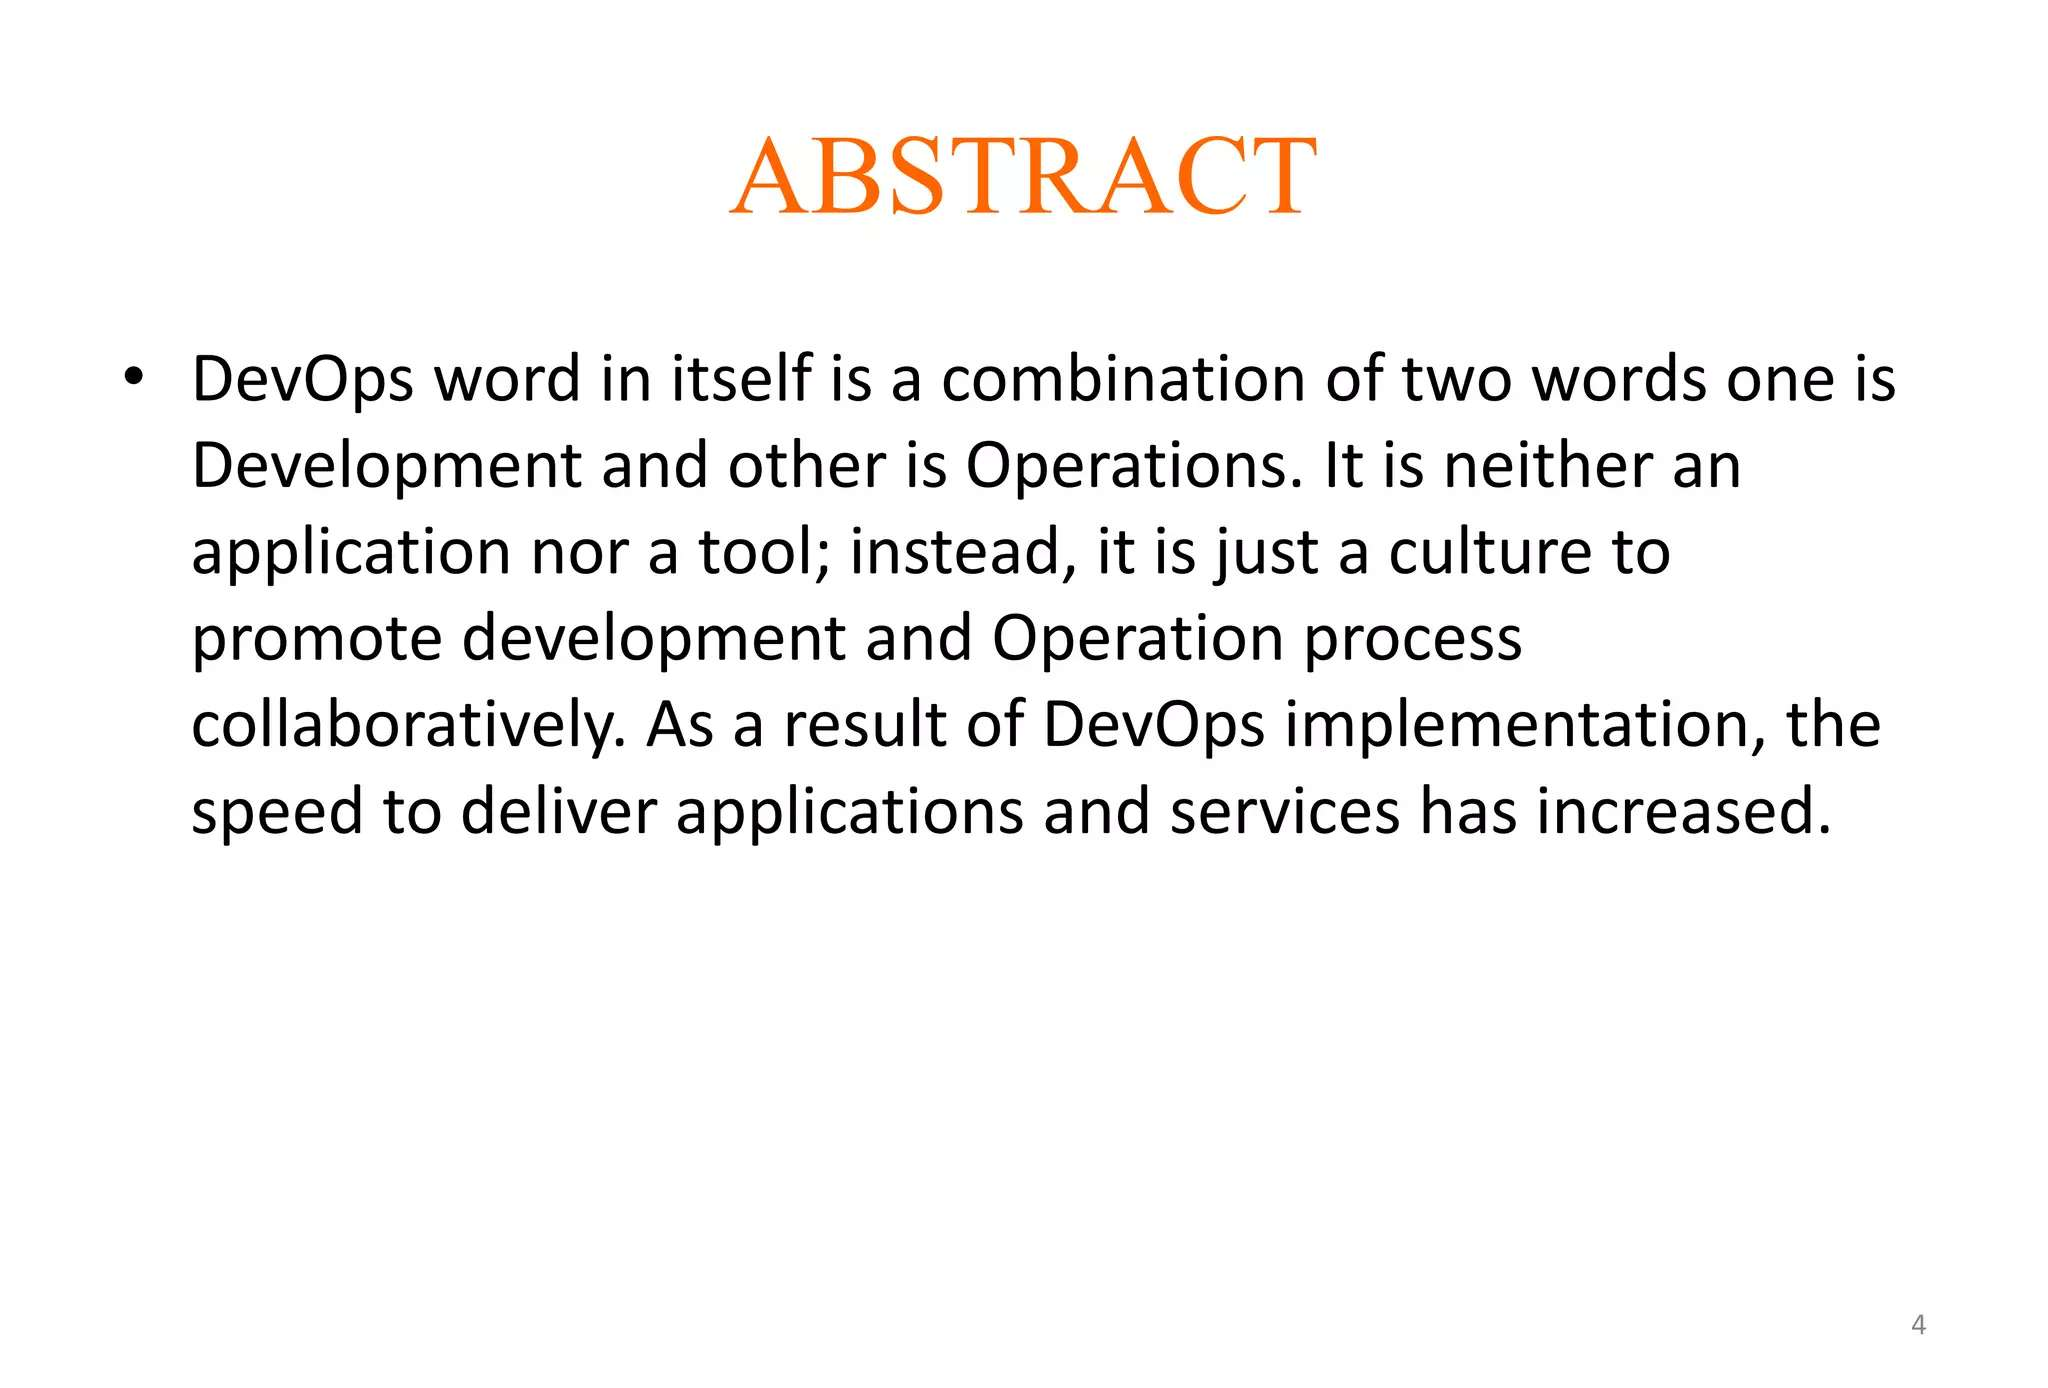 ABSTRACT
• DevOps word in itself is a combination of two words one is
Development and other is Operations. It is neither an
application nor a tool; instead, it is just a culture to
promote development and Operation process
collaboratively. As a result of DevOps implementation, the
speed to deliver applications and services has increased.
4